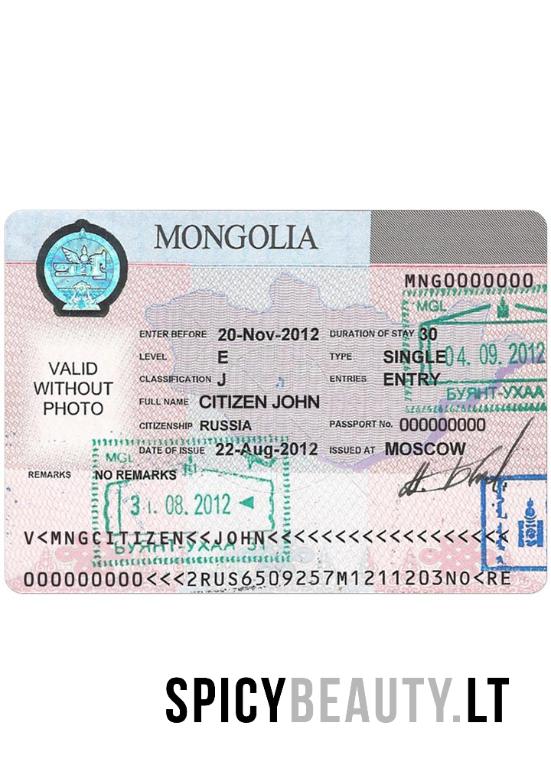 MONGOLIA
MNG0000000
MGL
ENTER BEFORE 20-Nov-2012 DURATION OF STAY 30
LEVEL E TYPE SINGLE 04. 09. 2012
VALID
WITHOUT
PHOTO
CLASSIFICATION J ENTRIES ENTRY
БУЯНТ-УХАА
FULL NAME CITIZEN JOHN
CITIZENSHIP RUSSIA PASSPORT No. 000000000
DATE OF ISSUE 22-Aug-2012 ISSUED AT MOSCOW
MGL
REMARKS NO REMARKS
31. 08. 2012
V<MNGCITIZEN<<JOHN<<<<<<<<<<<<<<<<<<
БУЯНТ-УХАА 31
000000000<<<2RUS6509257M1211203N0<RE
SPICYBEAUTY.LT